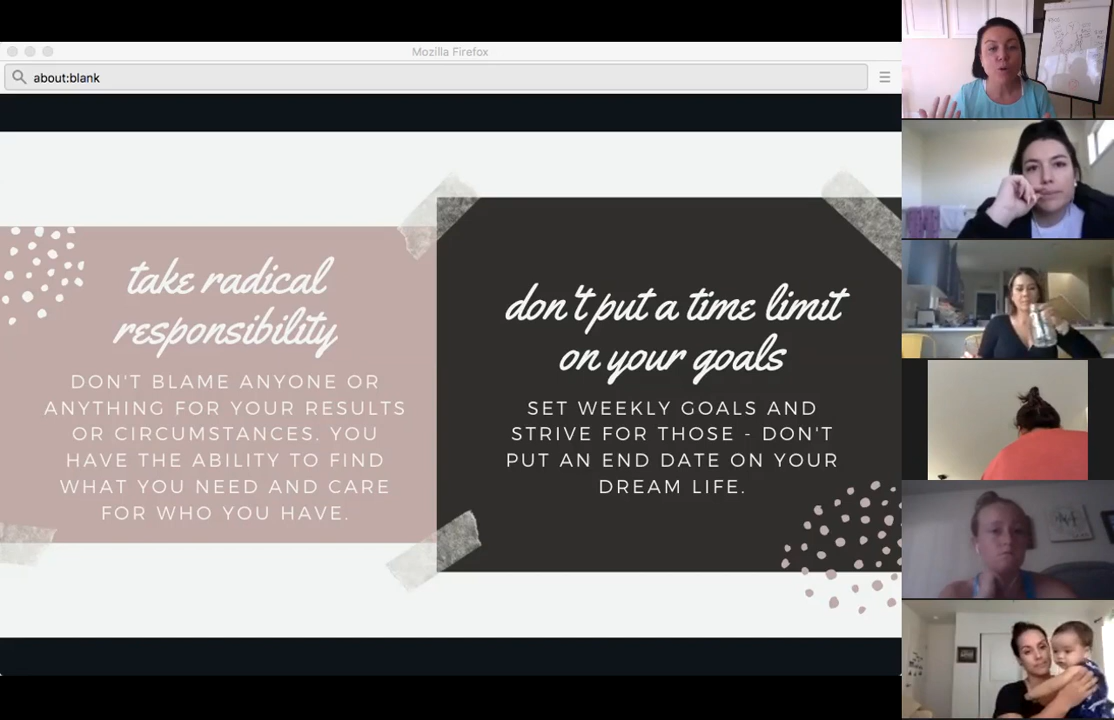 Mozilla Firefox
about:blank
take radical
responsibility
DON'T BLAME ANYONE OR
ANYTHING FOR YOUR RESULTS
OR CIRCUMSTANCES. YOU
HAVE THE ABILITY TO FIND
WHAT YOU NEED AND CARE
FOR WHO YOU HAVE.
don't put a time limit
on your goals
SET WEEKLY GOALS AND
STRIVE FOR THOSE - DON'T
PUT AN END DATE ON YOUR
DREAM LIFE.